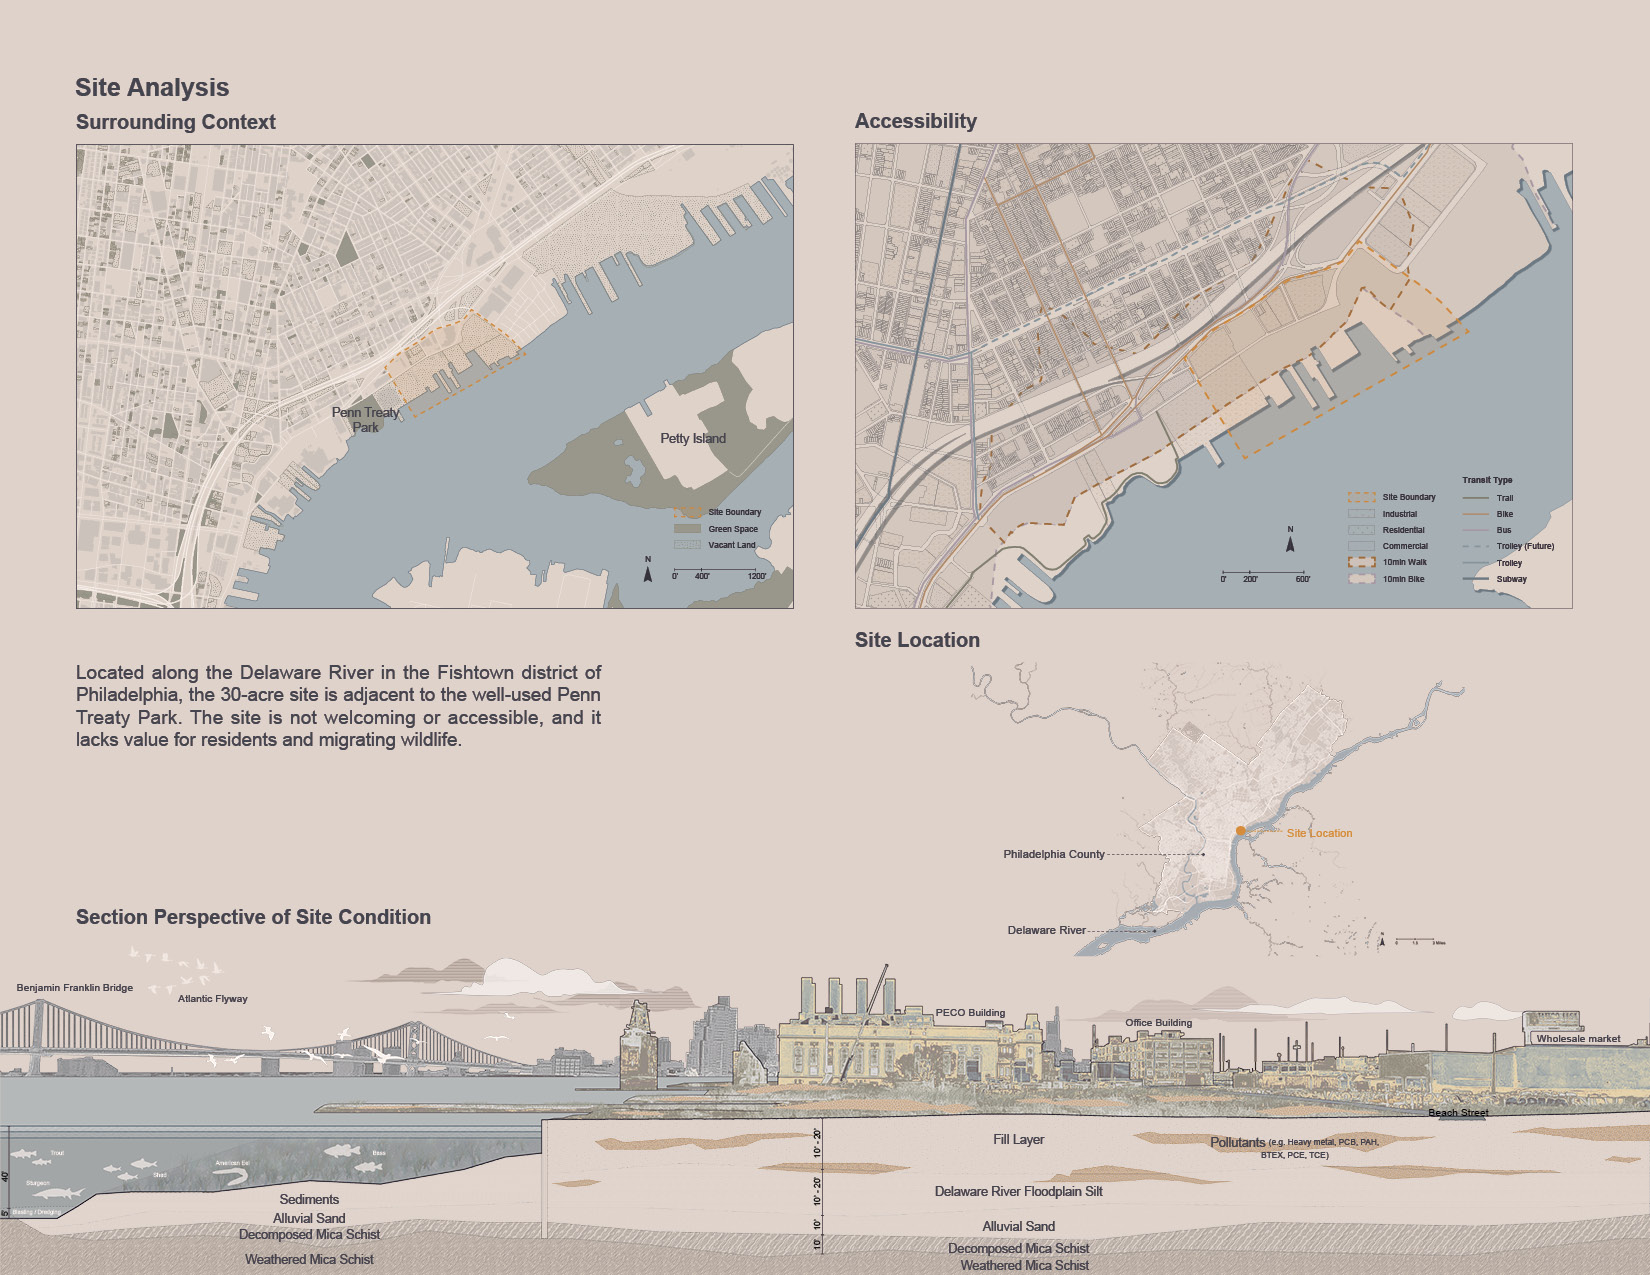 Site Analysis
Surrounding Context
Penn Treaty
Park
Petty Island
Site Boundary
Green Space
Vacant Land
N
0' 400' 1200'
Accessibility
Site Boundary
Industrial
Residential
Commercial
10min Walk
10min Bike
Transit Type
Trail
Bike
Bus
Trolley (Future)
Trolley
Subway
N
0' 200' 600'
Located along the Delaware River in the Fishtown district of
Philadelphia, the 30-acre site is adjacent to the well-used Penn
Treaty Park. The site is not welcoming or accessible, and it
lacks value for residents and migrating wildlife.
Site Location
Site Location
Philadelphia County
Delaware River
N
0 1.5 3 Miles
Section Perspective of Site Condition
Benjamin Franklin Bridge
Atlantic Flyway
PECO Building
Office Building
Wholesale market
Beach Street
Trout
Shad
American Eel
Bass
Sturgeon
40'
5'
Blasting / Dredging
Sediments
Alluvial Sand
Decomposed Mica Schist
Weathered Mica Schist
10' - 20'
10' - 20'
10'
10'
Fill Layer
Pollutants (e.g. Heavy metal, PCB, PAH,
BTEX, PCE, TCE)
Delaware River Floodplain Silt
Alluvial Sand
Decomposed Mica Schist
Weathered Mica Schist